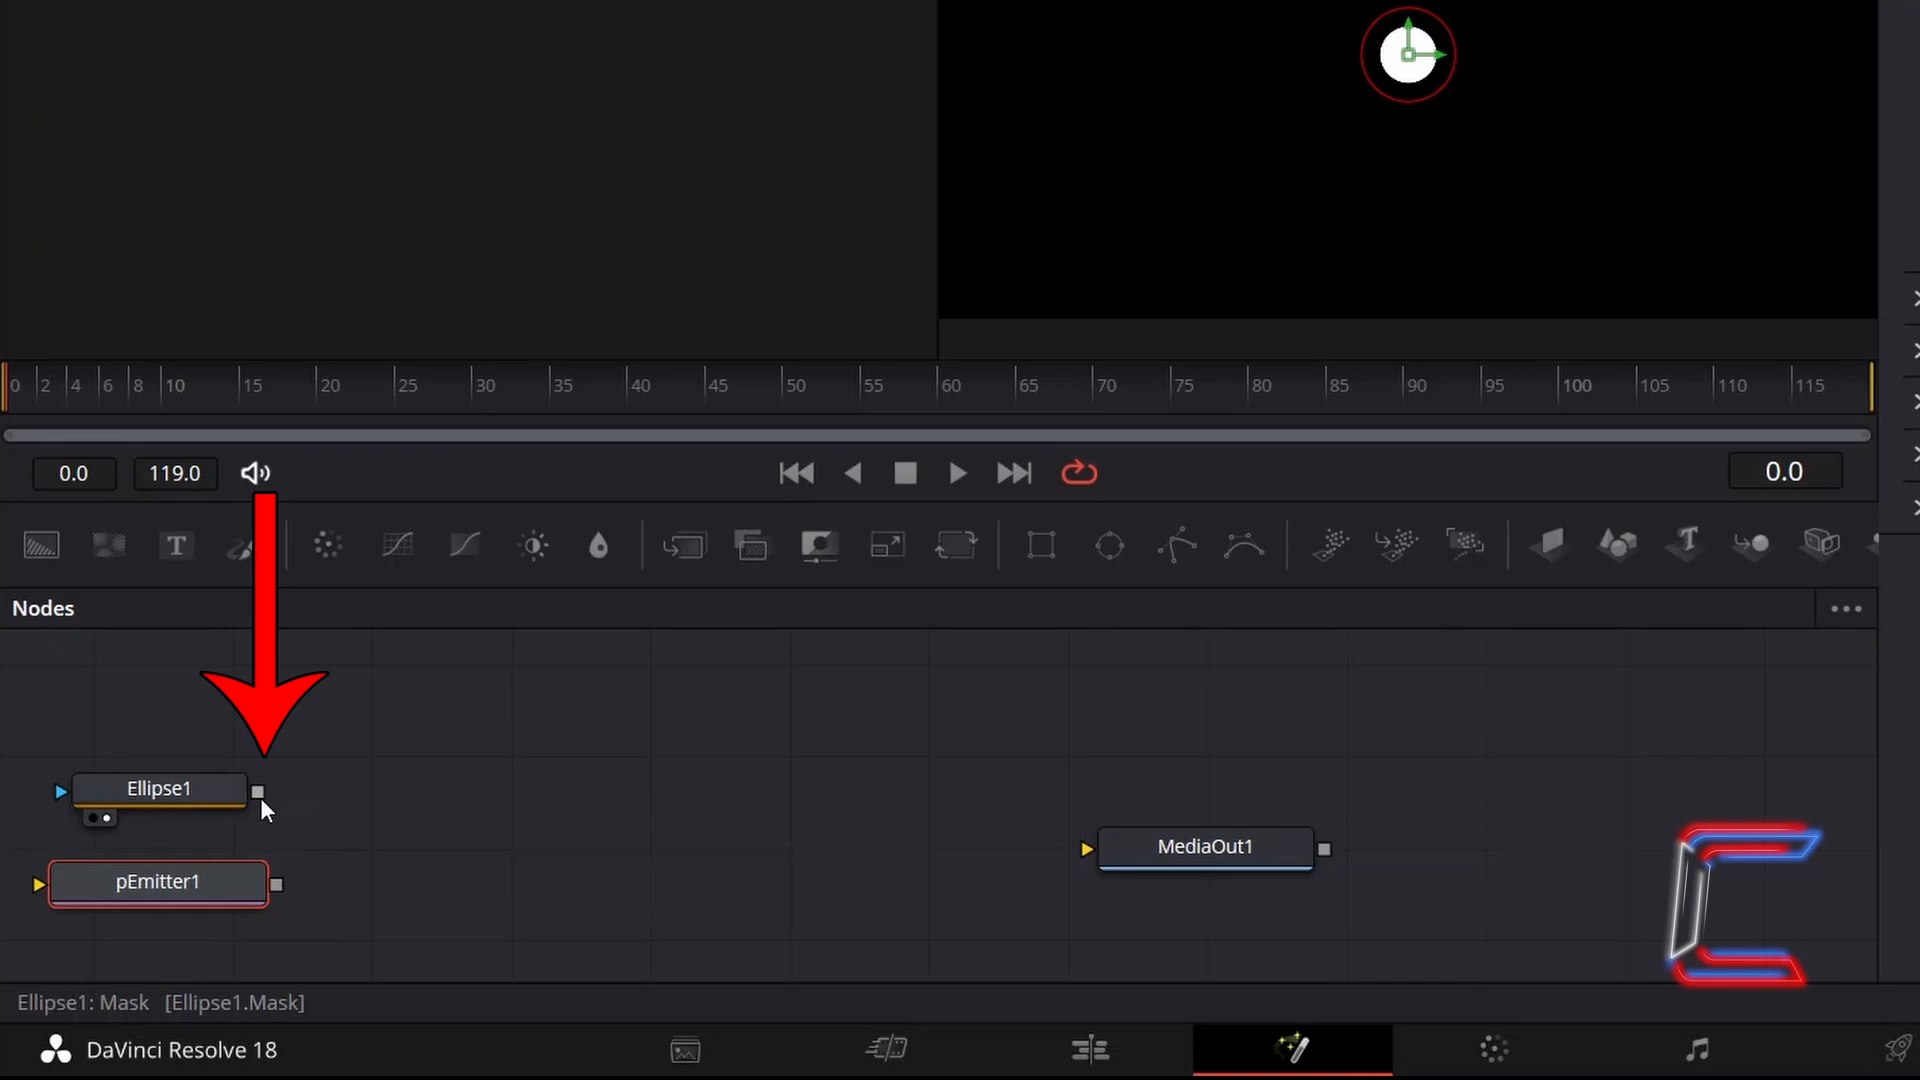 0 2 4 6 8 10 15 20 25 30 35 40 45 50 55 60 65 70 75 80 85 90 95 100 105 110 115
0.0 119.0 0.0
T
Nodes
Ellipse1
MediaOut1
pEmitter1
Ellipse1: Mask [Ellipse1.Mask]
DaVinci Resolve 18